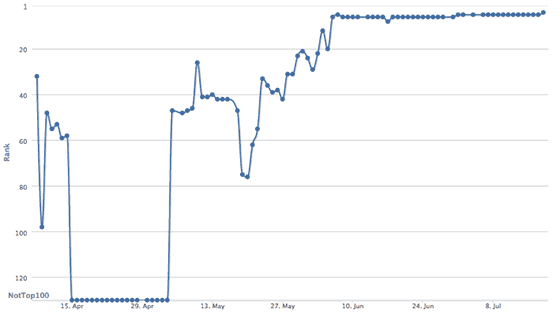 1
20
40
60
80
100
120
Rank
NotTop100
15. Apr
29. Apr
13. May
27. May
10. Jun
24. Jun
8. Jul